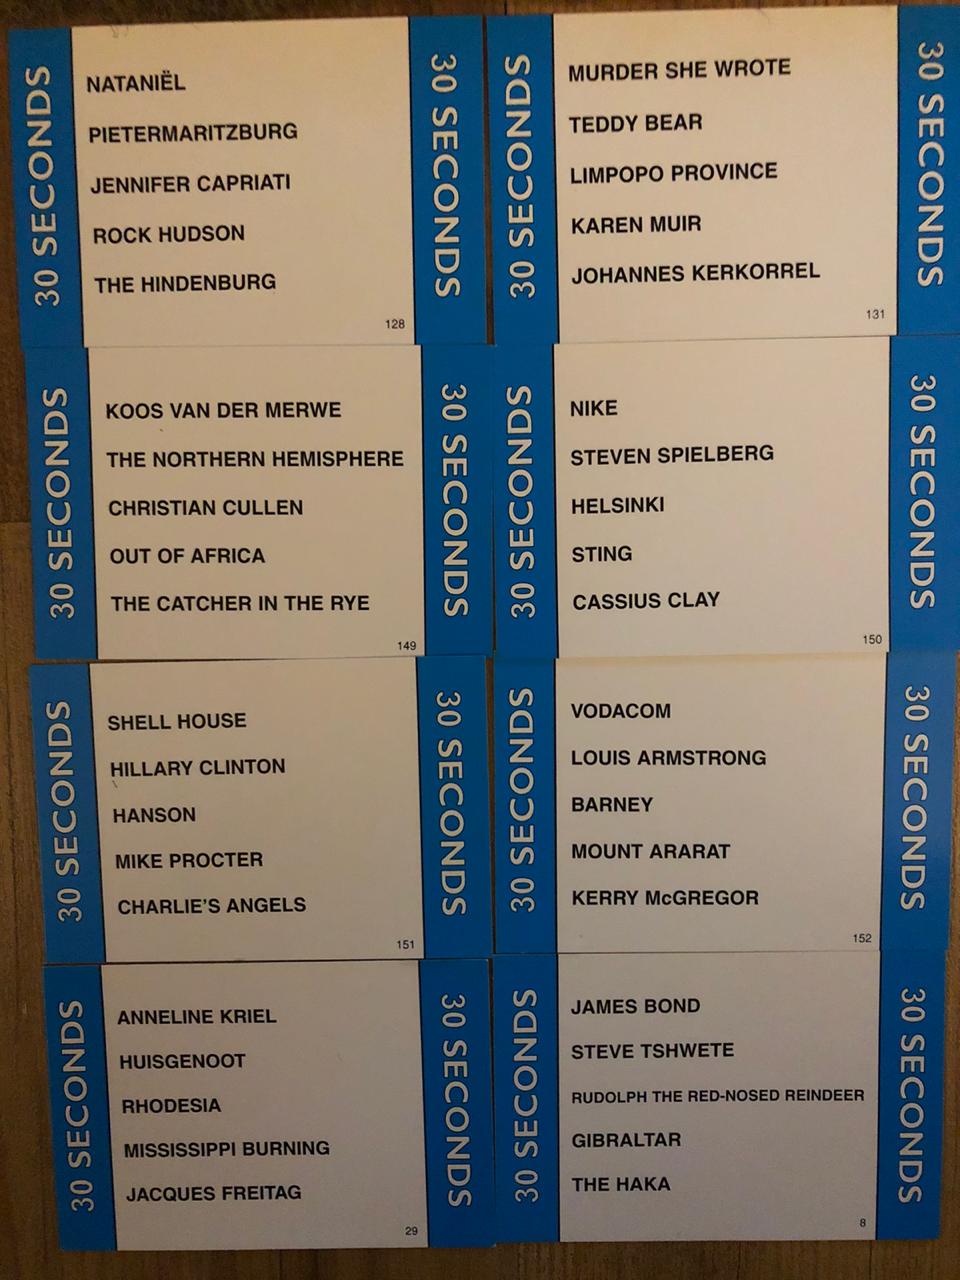 30 SECONDS
NATANIËL
PIETERMARITZBURG
JENNIFER CAPRIATI
ROCK HUDSON
THE HINDENBURG
128
30 SECONDS
30 SECONDS
MURDER SHE WROTE
TEDDY BEAR
LIMPOPO PROVINCE
KAREN MUIR
JOHANNES KERKORREL
131
30 SECONDS
30 SECONDS
KOOS VAN DER MERWE
THE NORTHERN HEMISPHERE
CHRISTIAN CULLEN
OUT OF AFRICA
THE CATCHER IN THE RYE
149
30 SECONDS
30 SECONDS
NIKE
STEVEN SPIELBERG
HELSINKI
STING
CASSIUS CLAY
150
30 SECONDS
30 SECONDS
SHELL HOUSE
HILLARY CLINTON
HANSON
MIKE PROCTER
CHARLIE'S ANGELS
151
30 SECONDS
30 SECONDS
VODACOM
LOUIS ARMSTRONG
BARNEY
MOUNT ARARAT
KERRY McGREGOR
152
30 SECONDS
30 SECONDS
ANNELINE KRIEL
HUISGENOOT
RHODESIA
MISSISSIPPI BURNING
JACQUES FREITAG
29
30 SECONDS
30 SECONDS
JAMES BOND
STEVE TSHWETE
RUDOLPH THE RED-NOSED REINDEER
GIBRALTAR
THE HAKA
8
30 SECONDS